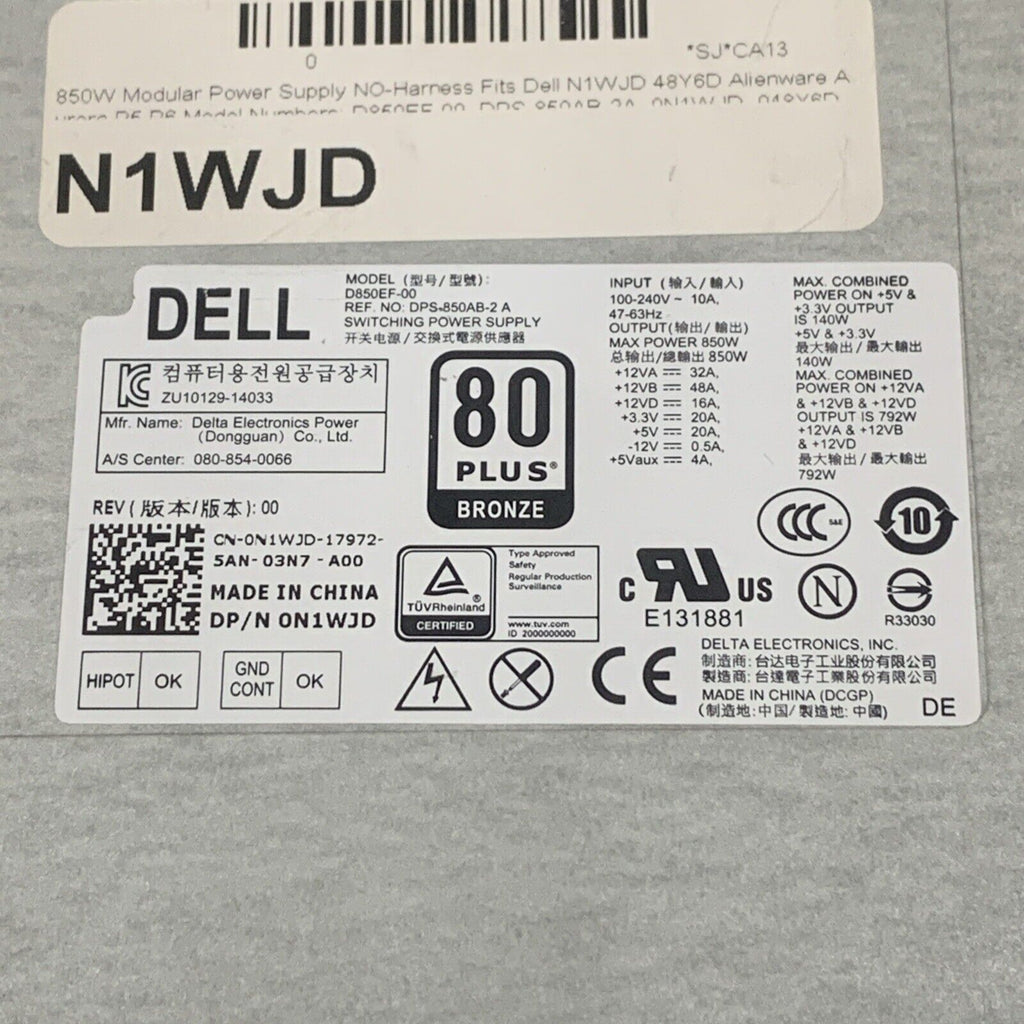 0
*SJ*CA13
850W Modular Power Supply NO-Harness Fits Dell N1WJD 48Y6D Alienware A
N1WJD
DELL
MODEL (型号/型號):
D850EF-00
REF. NO: DPS-850AB-2 A
SWITCHING POWER SUPPLY
开关电源 / 交換式電源供應器
컴퓨터용전원공급장치
ZU10129-14033
Mfr. Name: Delta Electronics Power
(Dongguan) Co., Ltd.
A/S Center: 080-854-0066
80
PLUS®
BRONZE
INPUT (输入/輸入)
100-240V ~ 10A,
47-63Hz
OUTPUT(输出/輸出)
MAX POWER 850W
总输出/總輸出 850W
+12VA ⎓ 32A,
+12VB ⎓ 48A,
+12VD ⎓ 16A,
+3.3V ⎓ 20A,
+5V ⎓ 20A,
-12V ⎓ 0.5A,
+5Vaux ⎓ 4A,
MAX. COMBINED
POWER ON +5V &
+3.3V OUTPUT
IS 140W
+5V & +3.3V
最大输出/最大輸出
140W
MAX. COMBINED
POWER ON +12VA
& +12VB & +12VD
OUTPUT IS 792W
+12VA & +12VB
& +12VD
最大输出/最大輸出
792W
REV (版本/版本): 00
CN-0N1WJD-17972-
5AN-03N7-A00
MADE IN CHINA
DP/N 0N1WJD
TÜVRheinland®
CERTIFIED
Type Approved
Safety
Regular Production
Surveillance
www.tuv.com
ID 2000000000
CCC S&E
10
c RU US
E131881
N
R33030
HIPOT OK
GND CONT OK
CE
DELTA ELECTRONICS, INC.
制造商: 台达电子工业股份有限公司
製造商: 台達電子工業股份有限公司
MADE IN CHINA (DCGP)
(制造地: 中国/製造地: 中國)
DE